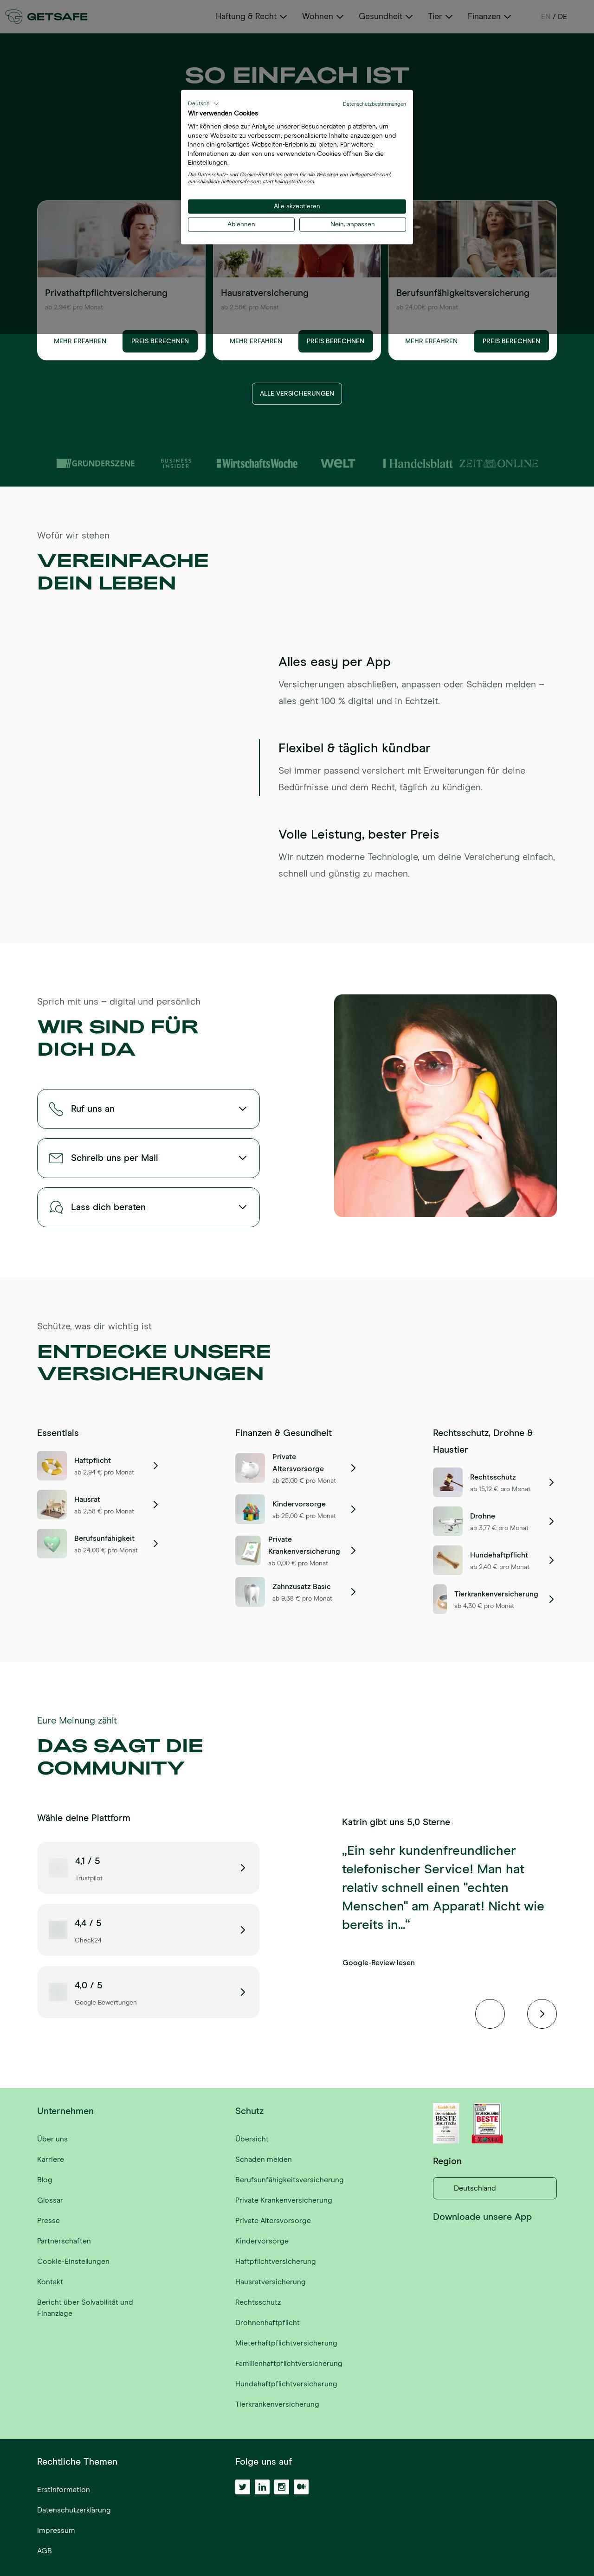 GETSAFE
Haftung & Recht
Wohnen
Gesundheit
Tier
Finanzen
EN / DE
SO EINFACH IST
Deutsch
Datenschutzbestimmungen
Wir verwenden Cookies
Wir können diese zur Analyse unserer Besucherdaten platzieren, um
unsere Webseite zu verbessern, personalisierte Inhalte anzuzeigen und
Ihnen ein großartiges Webseiten-Erlebnis zu bieten. Für weitere
Informationen zu den von uns verwendeten Cookies öffnen Sie die
Einstellungen.
Die Datenschutz- und Cookie-Richtlinien gelten für alle Webseiten von 'hellogetsafe.com',
einschließlich: hellogetsafe.com, start.hellogetsafe.com.
Alle akzeptieren
Ablehnen
Nein, anpassen
Privathaftpflichtversicherung
ab 2,94€ pro Monat
MEHR ERFAHREN
PREIS BERECHNEN
Hausratversicherung
ab 2,58€ pro Monat
MEHR ERFAHREN
PREIS BERECHNEN
Berufsunfähigkeitsversicherung
ab 24,00€ pro Monat
MEHR ERFAHREN
PREIS BERECHNEN
ALLE VERSICHERUNGEN
GRÜNDERSZENE
BUSINESS
INSIDER
WirtschaftsWoche
WELT
Handelsblatt
ZEIT ONLINE
Wofür wir stehen
VEREINFACHE
DEIN LEBEN
Alles easy per App
Versicherungen abschließen, anpassen oder Schäden melden –
alles geht 100 % digital und in Echtzeit.
Flexibel & täglich kündbar
Sei immer passend versichert mit Erweiterungen für deine
Bedürfnisse und dem Recht, täglich zu kündigen.
Volle Leistung, bester Preis
Wir nutzen moderne Technologie, um deine Versicherung einfach,
schnell und günstig zu machen.
Sprich mit uns – digital und persönlich
WIR SIND FÜR
DICH DA
Ruf uns an
Schreib uns per Mail
Lass dich beraten
Schütze, was dir wichtig ist
ENTDECKE UNSERE
VERSICHERUNGEN
Essentials
Haftpflicht
ab 2,94 € pro Monat
Hausrat
ab 2,58 € pro Monat
Berufsunfähigkeit
ab 24,00 € pro Monat
Finanzen & Gesundheit
Private
Altersvorsorge
ab 25,00 € pro Monat
Kindervorsorge
ab 25,00 € pro Monat
Private
Krankenversicherung
ab 0,00 € pro Monat
Zahnzusatz Basic
ab 9,38 € pro Monat
Rechtsschutz, Drohne &
Haustier
Rechtsschutz
ab 15,12 € pro Monat
Drohne
ab 3,77 € pro Monat
Hundehaftpflicht
ab 2,40 € pro Monat
Tierkrankenversicherung
ab 4,30 € pro Monat
Eure Meinung zählt
DAS SAGT DIE
COMMUNITY
Wähle deine Plattform
4,1 / 5
Trustpilot
4,4 / 5
Check24
4,0 / 5
Google Bewertungen
Katrin gibt uns 5,0 Sterne
„Ein sehr kundenfreundlicher
telefonischer Service! Man hat
relativ schnell einen "echten
Menschen" am Apparat! Nicht wie
bereits in...“
Google-Review lesen
Unternehmen
Über uns
Karriere
Blog
Glossar
Presse
Partnerschaften
Cookie-Einstellungen
Kontakt
Bericht über Solvabilität und
Finanzlage
Schutz
Übersicht
Schaden melden
Berufsunfähigkeitsversicherung
Private Krankenversicherung
Private Altersvorsorge
Kindervorsorge
Haftpflichtversicherung
Hausratversicherung
Rechtsschutz
Drohnenhaftpflicht
Mieterhaftpflichtversicherung
Familienhaftpflichtversicherung
Hundehaftpflichtversicherung
Tierkrankenversicherung
BESTE
BESTE
Region
Deutschland
Downloade unsere App
Rechtliche Themen
Erstinformation
Datenschutzerklärung
Impressum
AGB
Folge uns auf